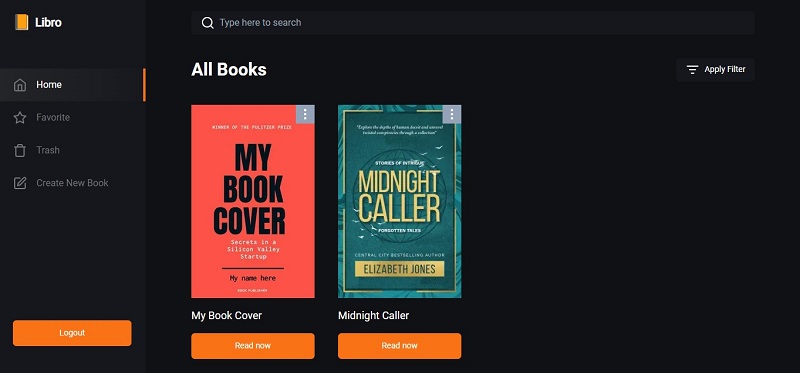 Libro
Type here to search
Home
Favorite
Trash
Create New Book
Logout
All Books
Apply Filter
WINNER OF THE PULITZER PRIZE
MY
BOOK
COVER
Secrets in a
Silicon Valley
Startup
My name here
BOOK PUBLISHER
My Book Cover
Read now
"Explore the depths of human deceit and unravel
twisted conspiracies through a collection"
STORIES OF INTRIGUE
MIDNIGHT
CALLER
FORGOTTEN TALES
CENTRAL CITY BESTSELLING AUTHOR
ELIZABETH JONES
Midnight Caller
Read now